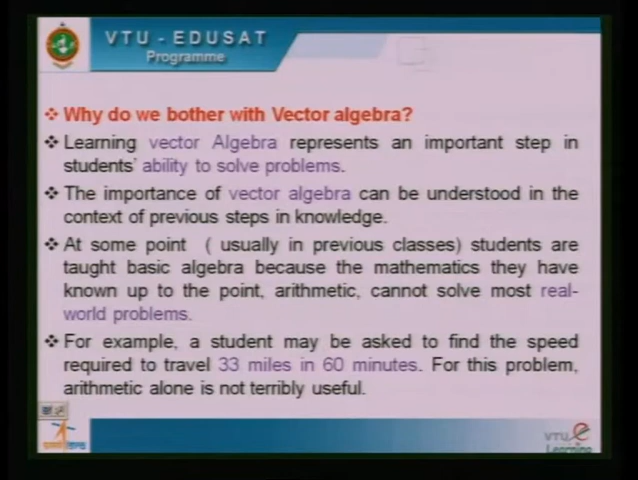 VTU - EDUSAT
Programme
Why do we bother with Vector algebra?
Learning vector Algebra represents an important step in
students' ability to solve problems.
The importance of vector algebra can be understood in the
context of previous steps in knowledge.
At some point ( usually in previous classes) students are
taught basic algebra because the mathematics they have
known up to the point, arithmetic, cannot solve most real-
world problems.
For example, a student may be asked to find the speed
required to travel 33 miles in 60 minutes. For this problem,
arithmetic alone is not terribly useful.
VTU e
Learning